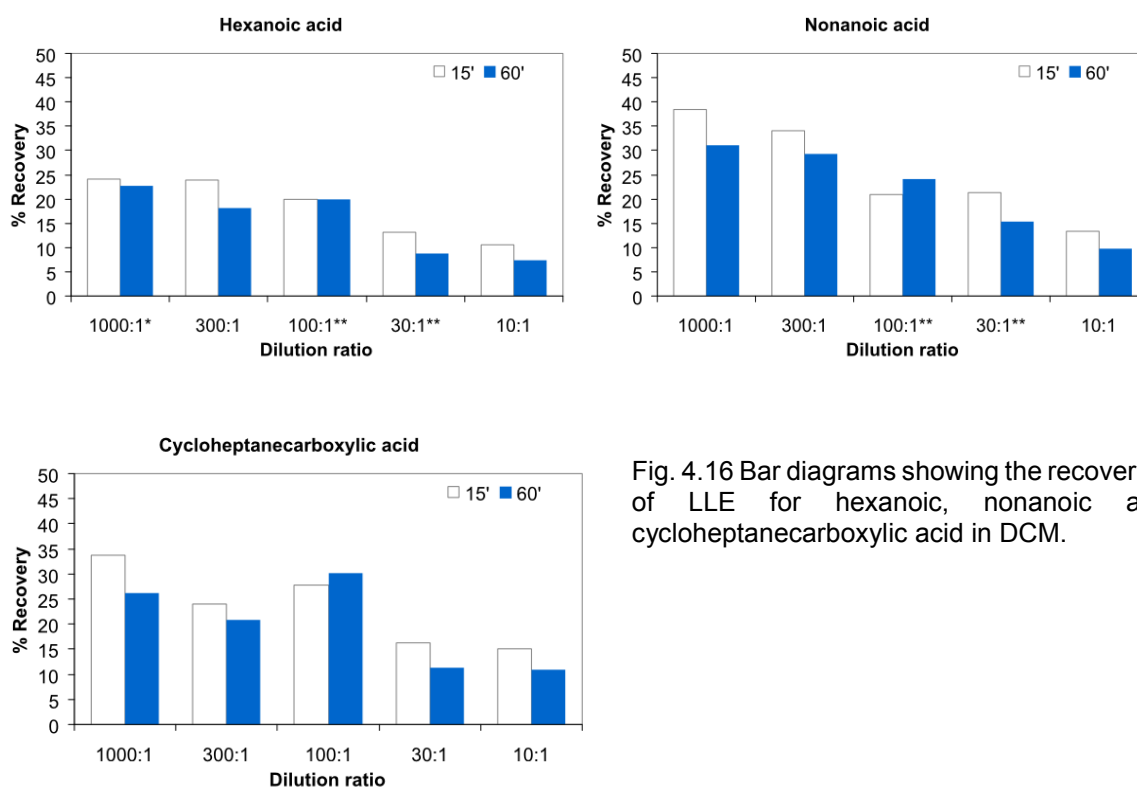 Hexanoic acid
50
45
40
35
30
25
20
15
10
5
0
% Recovery
15' 60'
1000:1* 300:1 100:1** 30:1** 10:1
Dilution ratio
Nonanoic acid
50
45
40
35
30
25
20
15
10
5
0
% Recovery
15' 60'
1000:1 300:1 100:1** 30:1** 10:1
Dilution ratio
Cycloheptanecarboxylic acid
50
45
40
35
30
25
20
15
10
5
0
% Recovery
15' 60'
1000:1 300:1 100:1 30:1 10:1
Dilution ratio
Fig. 4.16 Bar diagrams showing the recover
of LLE for hexanoic, nonanoic a
cycloheptanecarboxylic acid in DCM.